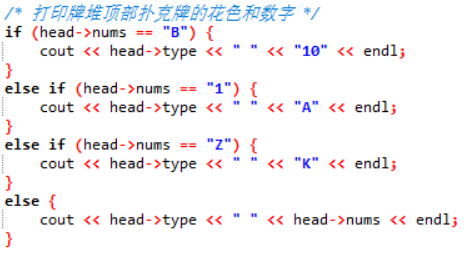 /* 打印牌堆顶部扑克牌的花色和数字 */
if (head->nums == "B") {
    cout << head->type << " " << "10" << endl;
}
else if (head->nums == "1") {
    cout << head->type << " " << "A" << endl;
}
else if (head->nums == "Z") {
    cout << head->type << " " << "K" << endl;
}
else {
    cout << head->type << " " << head->nums << endl;
}